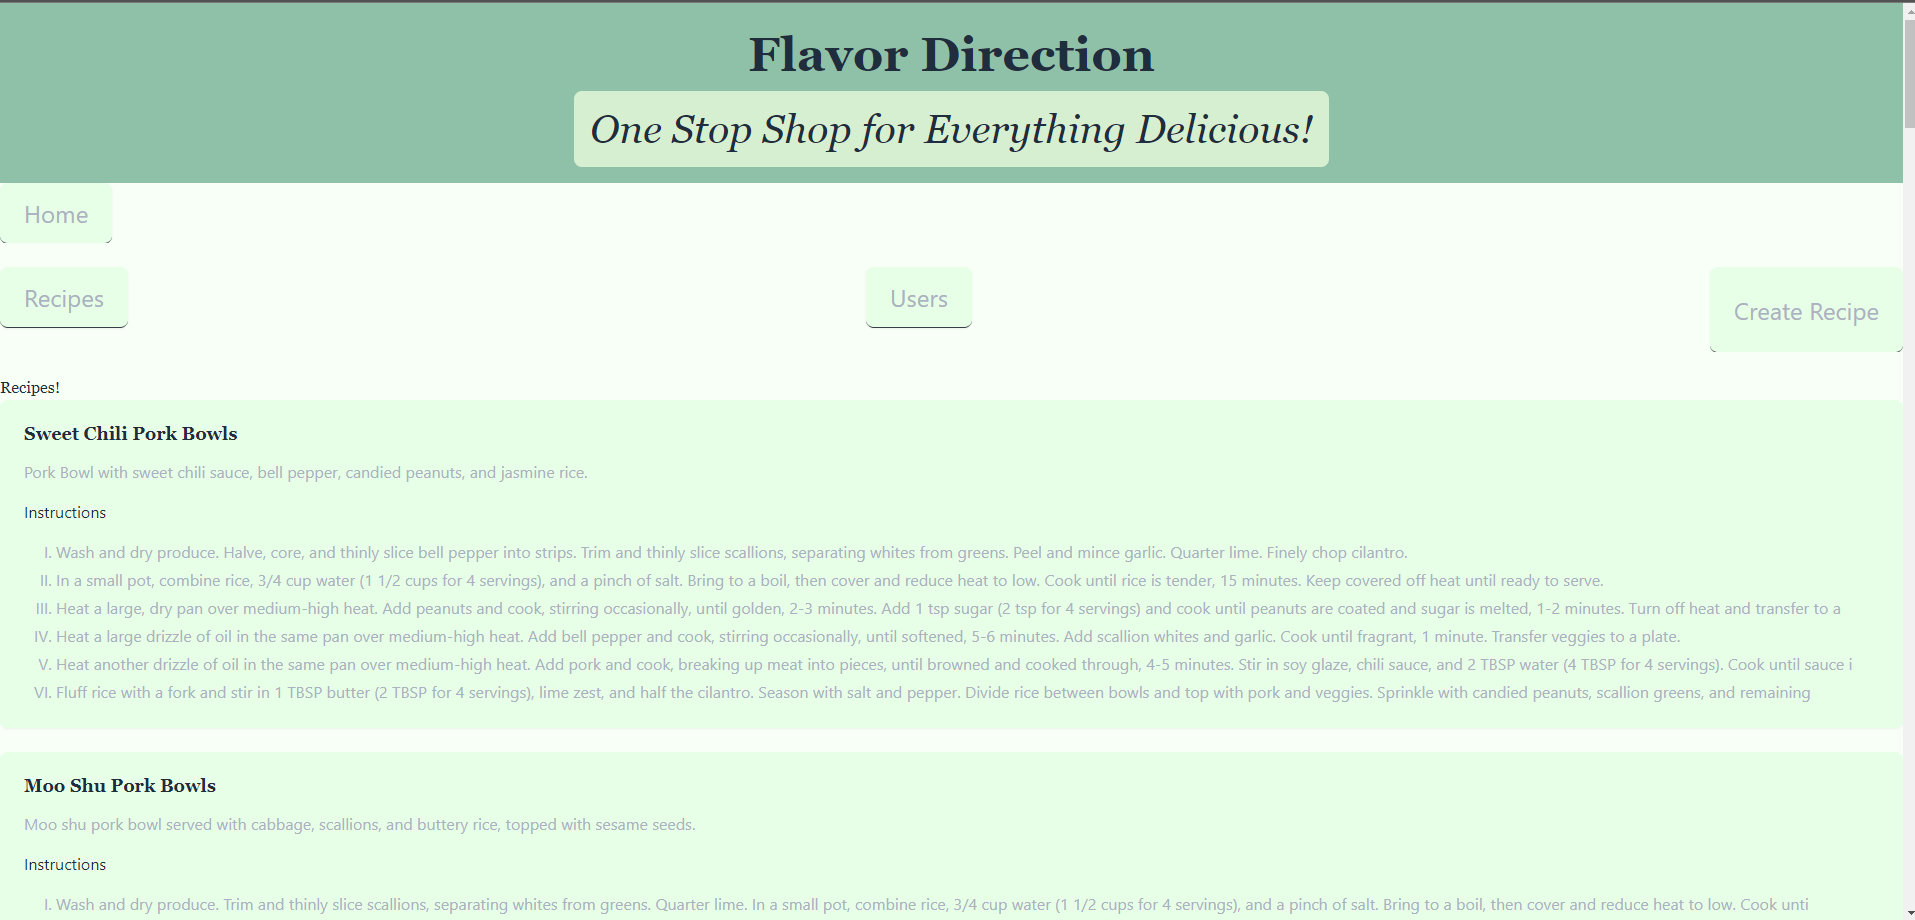 Flavor Direction
One Stop Shop for Everything Delicious!
Home
Recipes
Users
Create Recipe
Recipes!
Sweet Chili Pork Bowls
Pork Bowl with sweet chili sauce, bell pepper, candied peanuts, and jasmine rice.
Instructions
I. Wash and dry produce. Halve, core, and thinly slice bell pepper into strips. Trim and thinly slice scallions, separating whites from greens. Peel and mince garlic. Quarter lime. Finely chop cilantro.
II. In a small pot, combine rice, 3/4 cup water (1 1/2 cups for 4 servings), and a pinch of salt. Bring to a boil, then cover and reduce heat to low. Cook until rice is tender, 15 minutes. Keep covered off heat until ready to serve.
III. Heat a large, dry pan over medium-high heat. Add peanuts and cook, stirring occasionally, until golden, 2-3 minutes. Add 1 tsp sugar (2 tsp for 4 servings) and cook until peanuts are coated and sugar is melted, 1-2 minutes. Turn off heat and transfer to a
IV. Heat a large drizzle of oil in the same pan over medium-high heat. Add bell pepper and cook, stirring occasionally, until softened, 5-6 minutes. Add scallion whites and garlic. Cook until fragrant, 1 minute. Transfer veggies to a plate.
V. Heat another drizzle of oil in the same pan over medium-high heat. Add pork and cook, breaking up meat into pieces, until browned and cooked through, 4-5 minutes. Stir in soy glaze, chili sauce, and 2 TBSP water (4 TBSP for 4 servings). Cook until sauce i
VI. Fluff rice with a fork and stir in 1 TBSP butter (2 TBSP for 4 servings), lime zest, and half the cilantro. Season with salt and pepper. Divide rice between bowls and top with pork and veggies. Sprinkle with candied peanuts, scallion greens, and remaining
Moo Shu Pork Bowls
Moo shu pork bowl served with cabbage, scallions, and buttery rice, topped with sesame seeds.
Instructions
I. Wash and dry produce. Trim and thinly slice scallions, separating whites from greens. Quarter lime. In a small pot, combine rice, 3/4 cup water (1 1/2 cups for 4 servings), and a pinch of salt. Bring to a boil, then cover and reduce heat to low. Cook unti